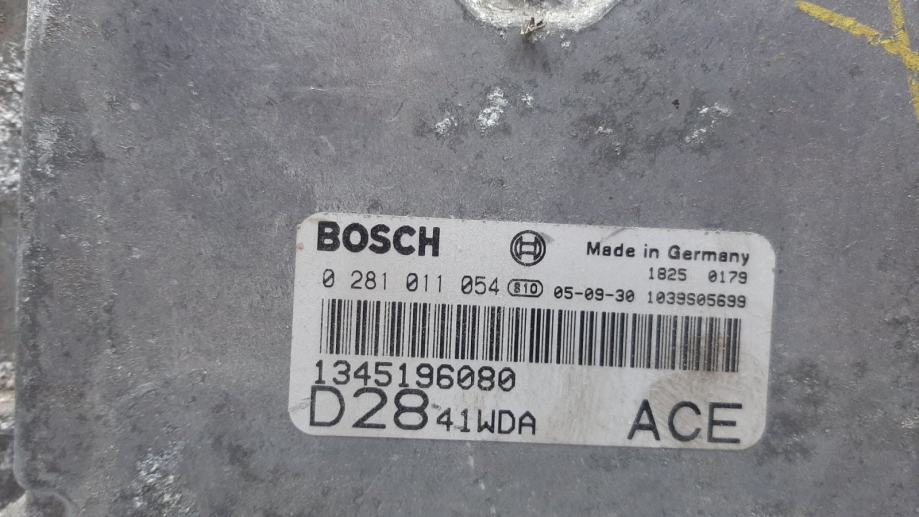 BOSCH
Made in Germany
1825 0179
0 281 011 054 810 05-09-30 1039S05699
1345196080
D28 41WDA ACE